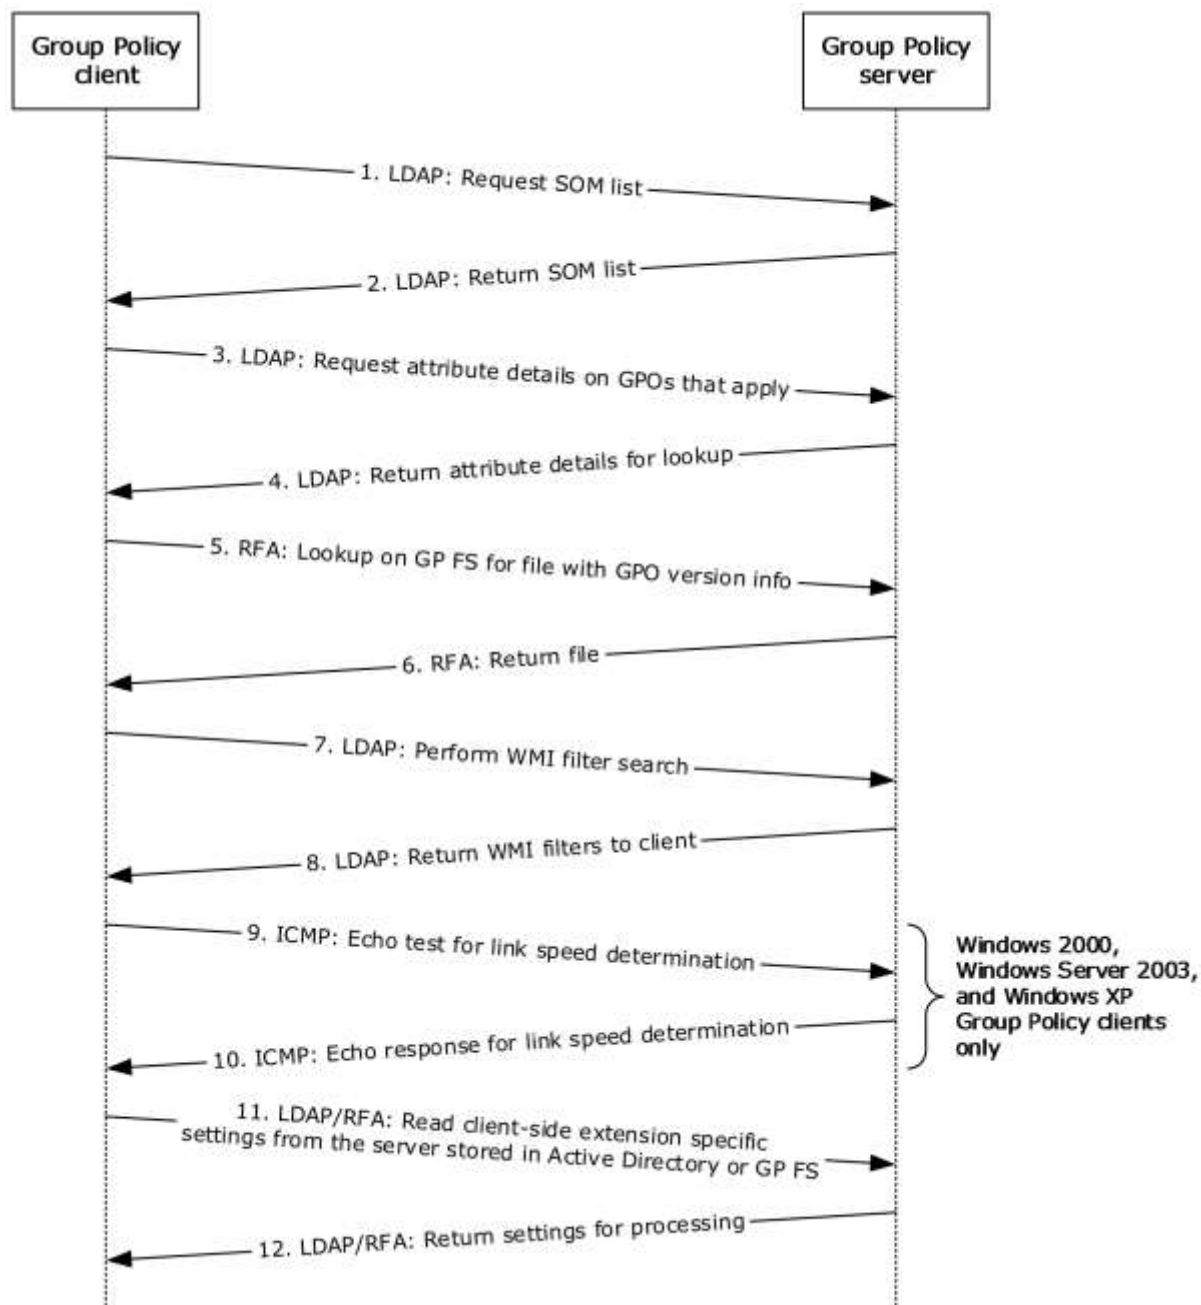 Group Policy
client
Group Policy
server
1. LDAP: Request SOM list
2. LDAP: Return SOM list
3. LDAP: Request attribute details on GPOs that apply
4. LDAP: Return attribute details for lookup
5. RFA: Lookup on GP FS for file with GPO version info
6. RFA: Return file
7. LDAP: Perform WMI filter search
8. LDAP: Return WMI filters to client
9. ICMP: Echo test for link speed determination
10. ICMP: Echo response for link speed determination
Windows 2000,
Windows Server 2003,
and Windows XP
Group Policy clients
only
11. LDAP/RFA: Read client-side extension specific
settings from the server stored in Active Directory or GP FS
12. LDAP/RFA: Return settings for processing